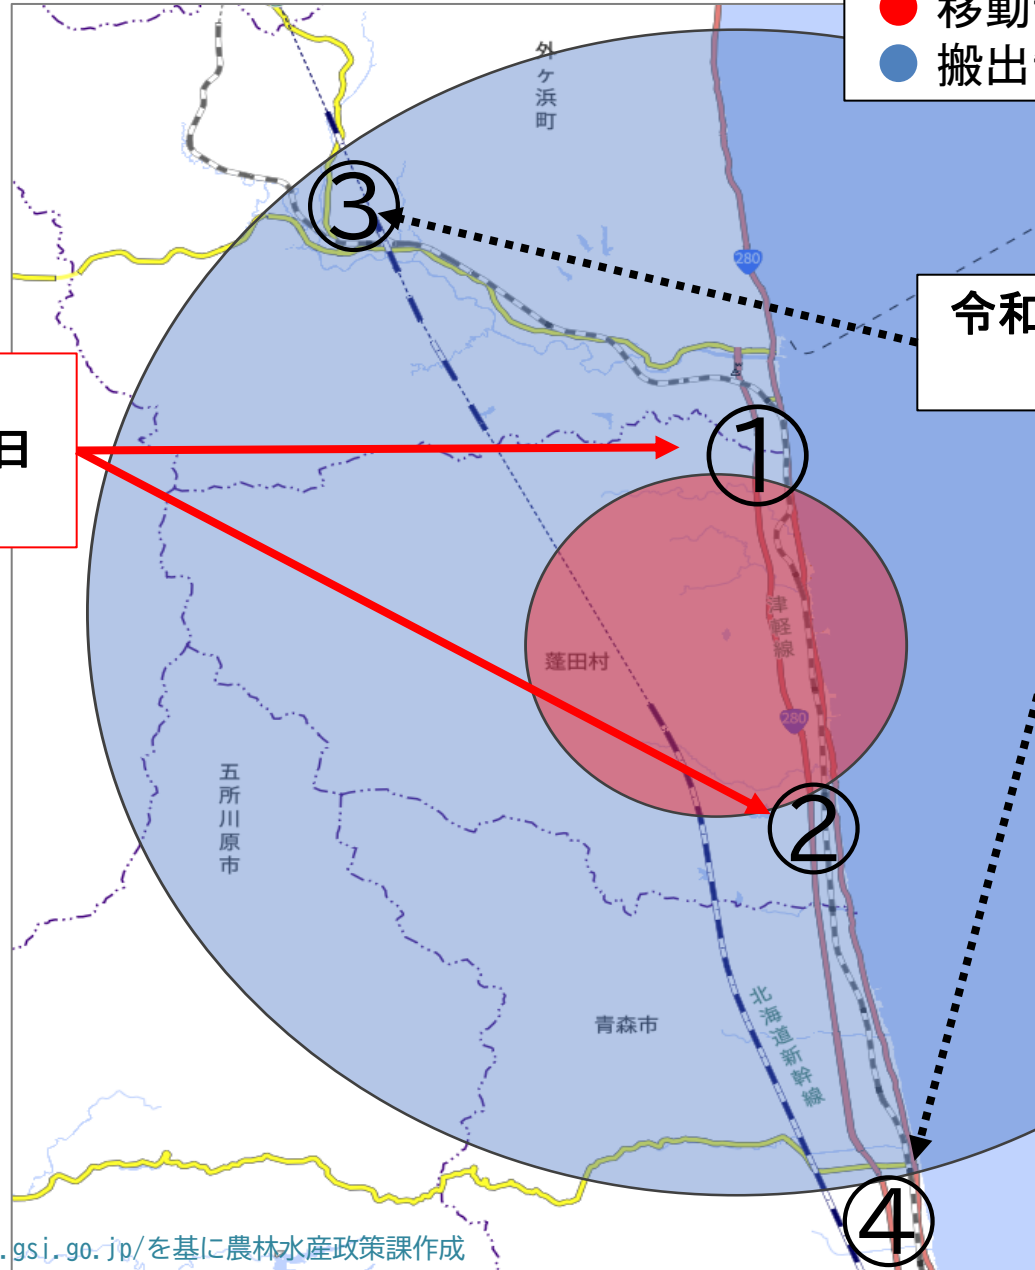 移動
搬出
外ヶ浜町
③
280
令和
日
①
津軽線
蓬田村
280
五所川原市
②
北海道新幹線
青森市
④
.gsi.go.jp/を基に農林水産政策課作成